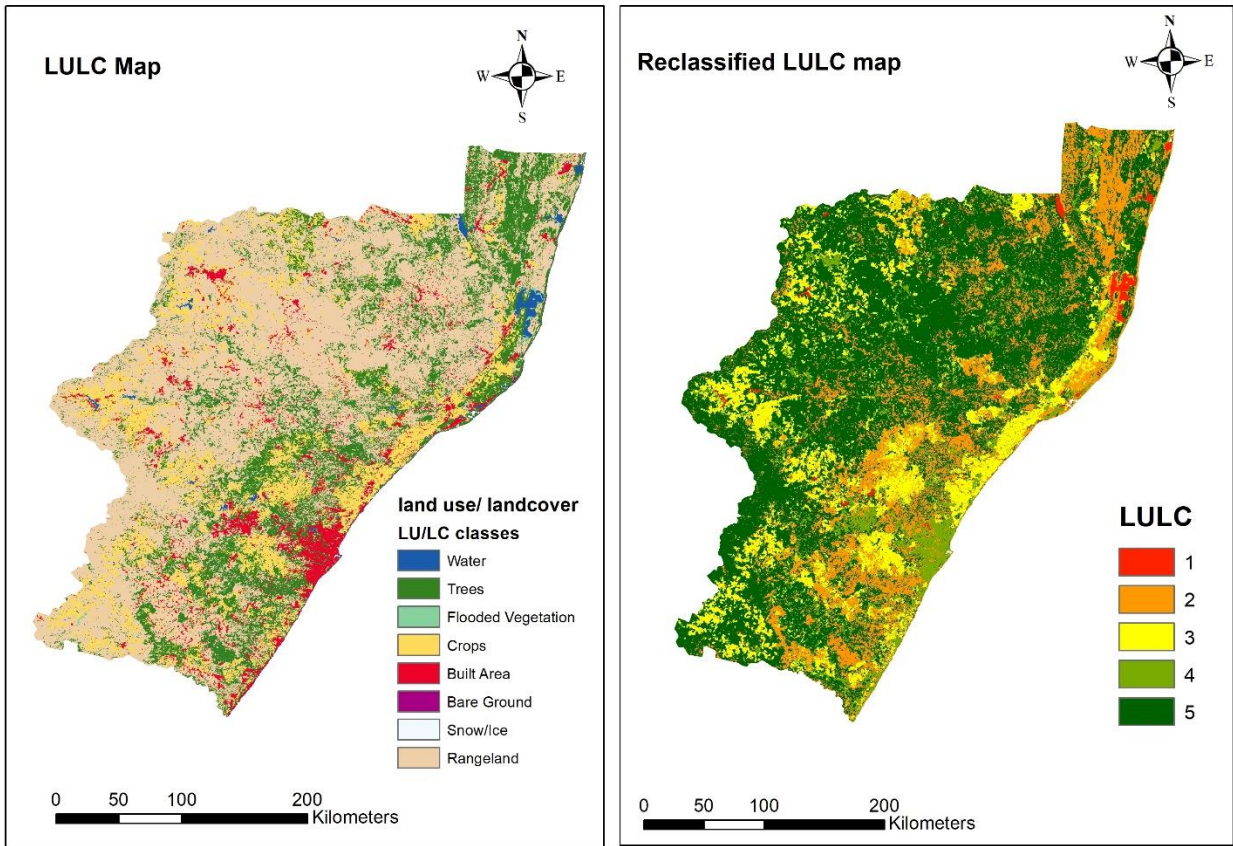 LULC Map
N
W E
S
land use/ landcover
LU/LC classes
Water
Trees
Flooded Vegetation
Crops
Built Area
Bare Ground
Snow/Ice
Rangeland
0 50 100 200
Kilometers
Reclassified LULC map
N
W E
S
LULC
1
2
3
4
5
0 50 100 200
Kilometers